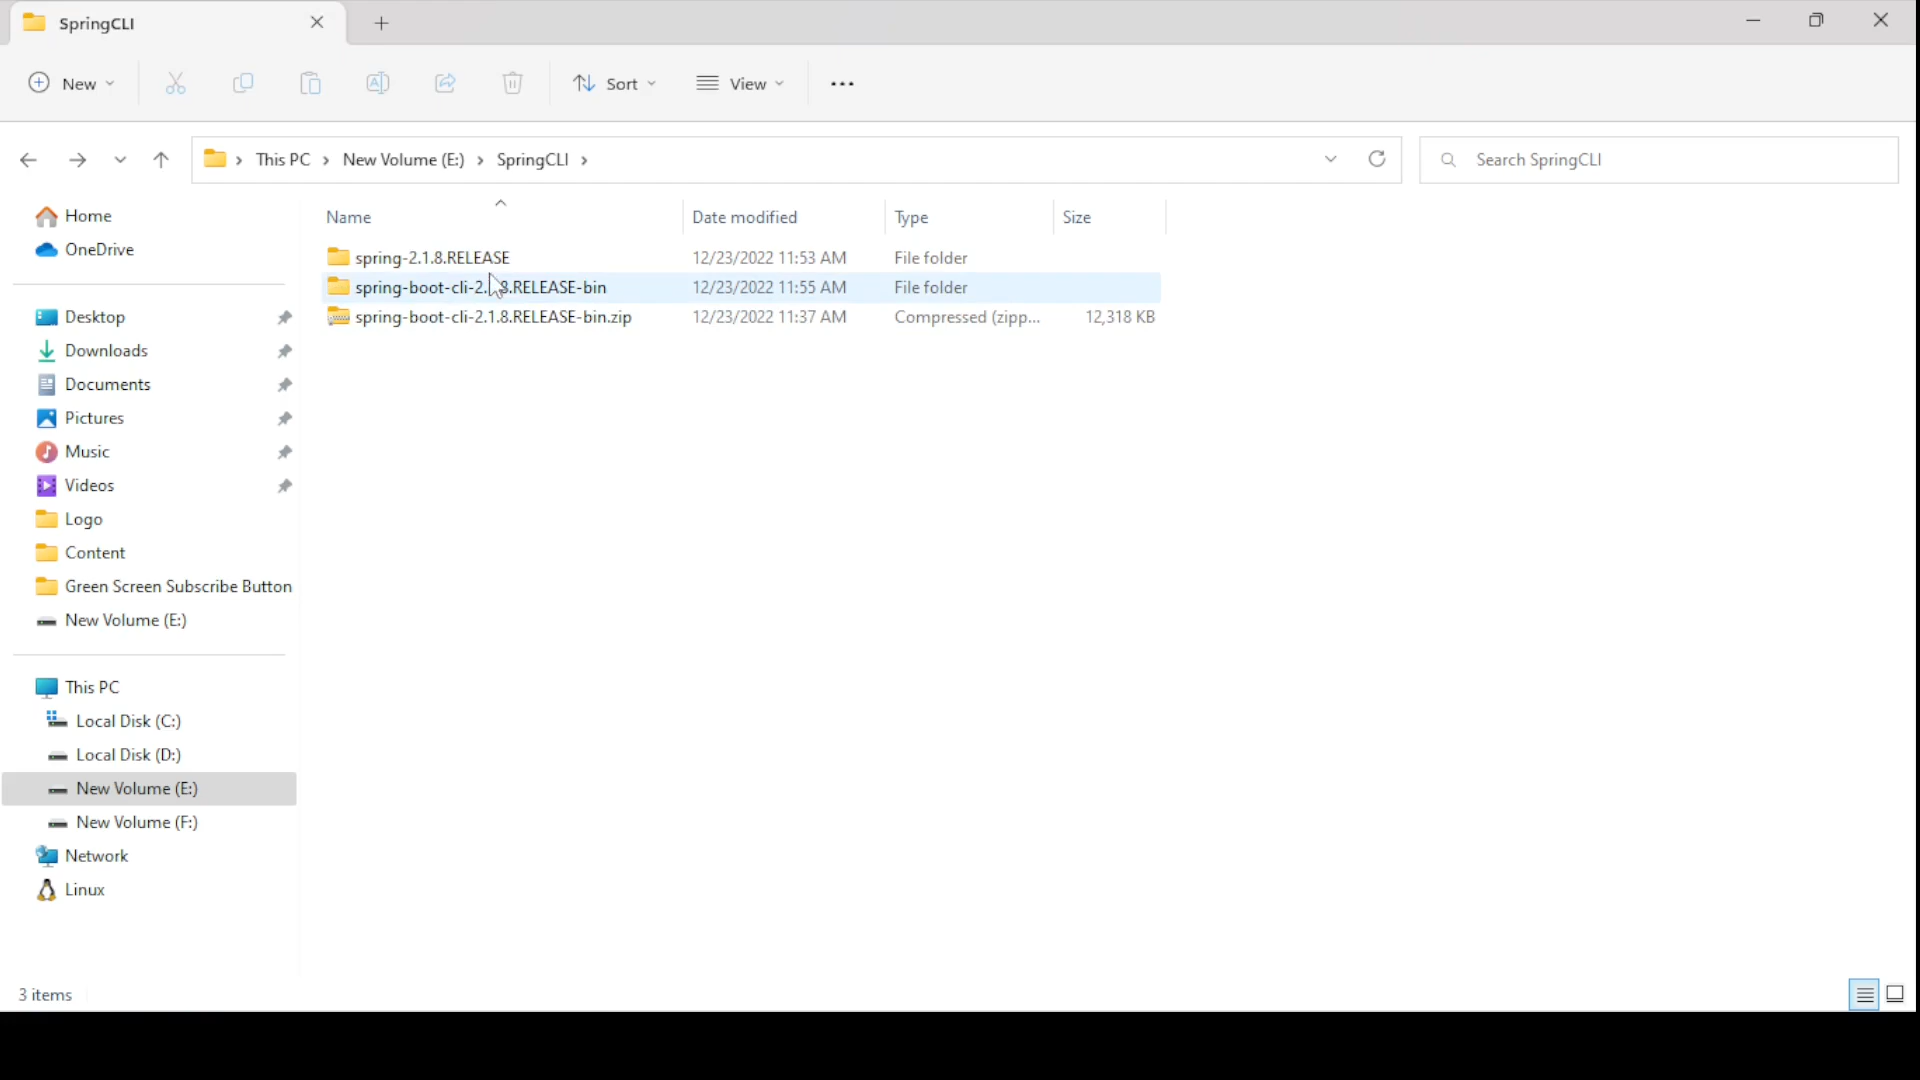 SpringCLI
New
Sort
View
This PC > New Volume (E:) > SpringCLI >
Search SpringCLI
Home
OneDrive
Desktop
Downloads
Documents
Pictures
Music
Videos
Logo
Content
Green Screen Subscribe Button
New Volume (E:)
This PC
Local Disk (C:)
Local Disk (D:)
New Volume (E:)
New Volume (F:)
Network
Linux
Name Date modified Type Size
spring-2.1.8.RELEASE 12/23/2022 11:53 AM File folder
spring-boot-cli-2.1.8.RELEASE-bin 12/23/2022 11:55 AM File folder
spring-boot-cli-2.1.8.RELEASE-bin.zip 12/23/2022 11:37 AM Compressed (zipp... 12,318 KB
3 items